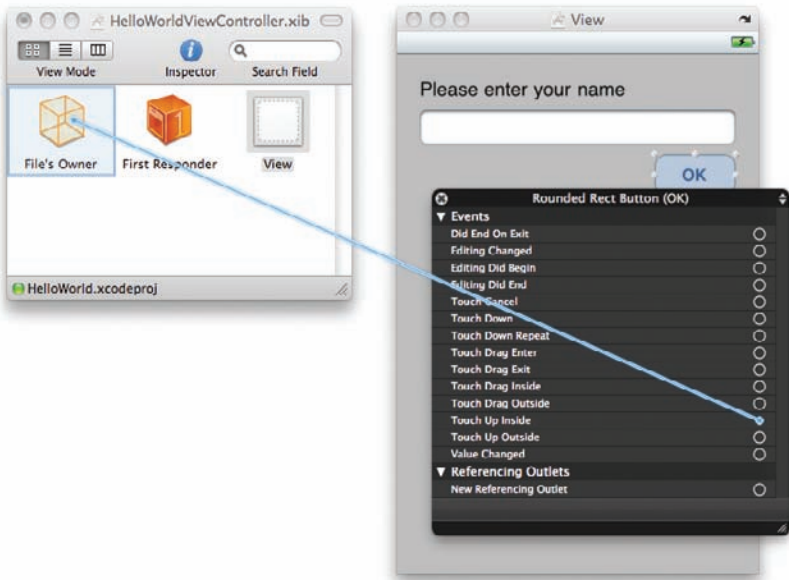 HelloWorldViewController.xib
View Mode
Inspector
Search Field
File's Owner
First Responder
View
HelloWorld.xcodeproj
View
Please enter your name
OK
Rounded Rect Button (OK)
Events
Did End On Exit
Editing Changed
Editing Did Begin
Editing Did End
Touch Cancel
Touch Down
Touch Down Repeat
Touch Drag Enter
Touch Drag Exit
Touch Drag Inside
Touch Drag Outside
Touch Up Inside
Touch Up Outside
Value Changed
Referencing Outlets
New Referencing Outlet